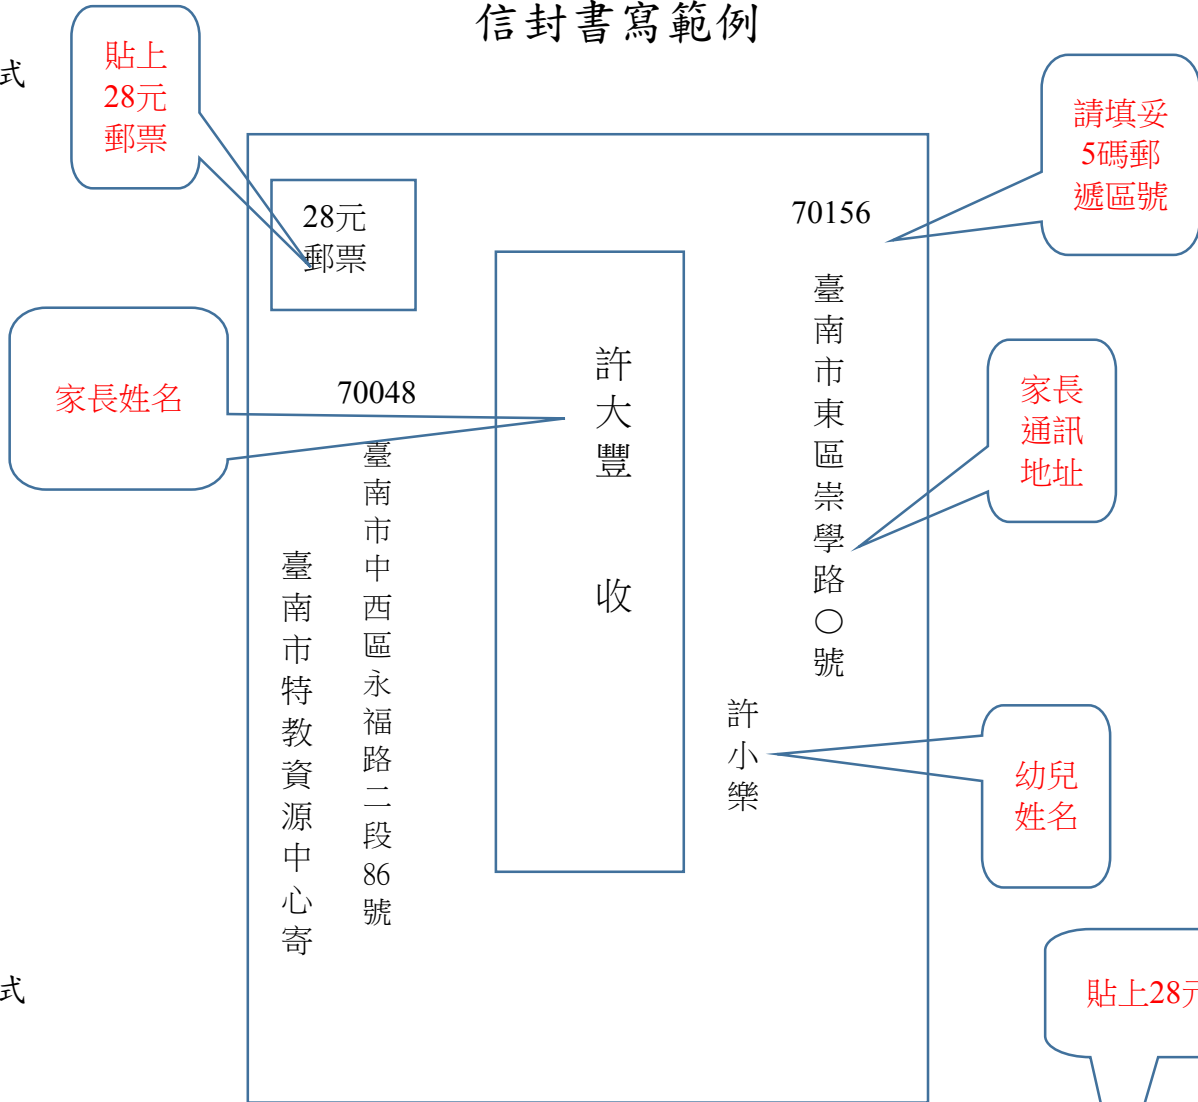 信封書寫範例
式
貼上
28元
郵票
請填妥
5碼郵
遞區號
28元
郵票
70156
臺南市東區崇學路〇號
家長
通訊
地址
許大豐 收
家長姓名
70048
臺南市中西區永福路二段86號
臺南市特教資源中心寄
許小樂
幼兒
姓名
式
貼上28元